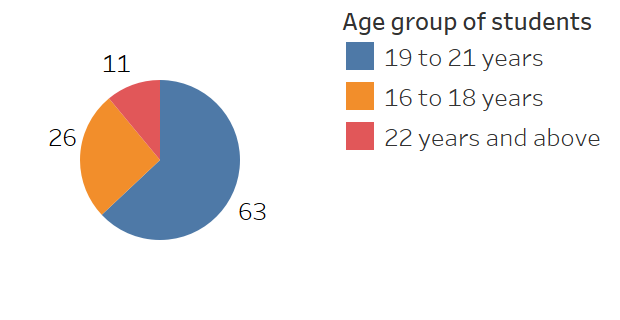 Age group of students
19 to 21 years
16 to 18 years
22 years and above
11
26
63